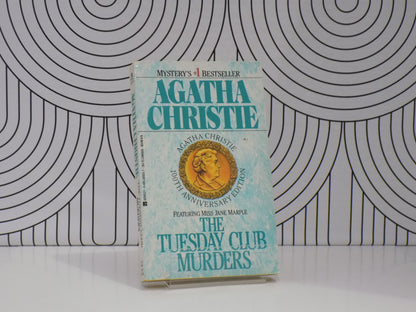 MYSTERY'S #1 BESTSELLER
AGATHA
CHRISTIE
AGATHA CHRISTIE
100TH ANNIVERSARY EDITION
FEATURING MISS JANE MARPLE
THE
TUESDAY CLUB
MURDERS